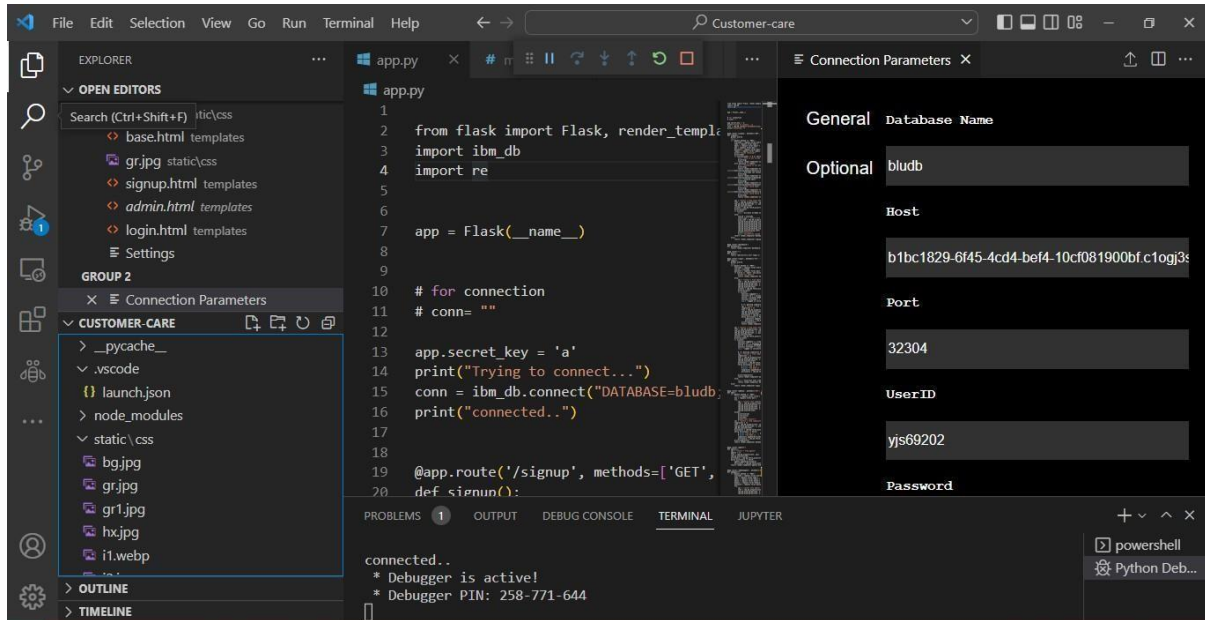 File Edit Selection View Go Run Terminal Help
Customer-care
EXPLORER
OPEN EDITORS
Search (Ctrl+Shift+F)
tic\css
base.html templates
gr.jpg static\css
signup.html templates
admin.html templates
login.html templates
Settings
GROUP 2
Connection Parameters
CUSTOMER-CARE
__pycache__
.vscode
{} launch.json
node_modules
static\css
bg.jpg
gr.jpg
gr1.jpg
hx.jpg
i1.webp
OUTLINE
TIMELINE
app.py
#
app.py
1
2 from flask import Flask, render_templa
3 import ibm_db
4 import re
5
6
7 app = Flask(__name__)
8
9
10 # for connection
11 # conn= ""
12
13 app.secret_key = 'a'
14 print("Trying to connect...")
15 conn = ibm_db.connect("DATABASE=bludb;
16 print("connected..")
17
18
19 @app.route('/signup', methods=['GET',
20 def signup():
Connection Parameters
General
Optional
Database Name
bludb
Host
b1bc1829-6f45-4cd4-bef4-10cf081900bf.c1ogj3s
Port
32304
UserID
yjs69202
Password
PROBLEMS 1 OUTPUT DEBUG CONSOLE TERMINAL JUPYTER
connected..
* Debugger is active!
* Debugger PIN: 258-771-644
powershell
Python Deb...
1